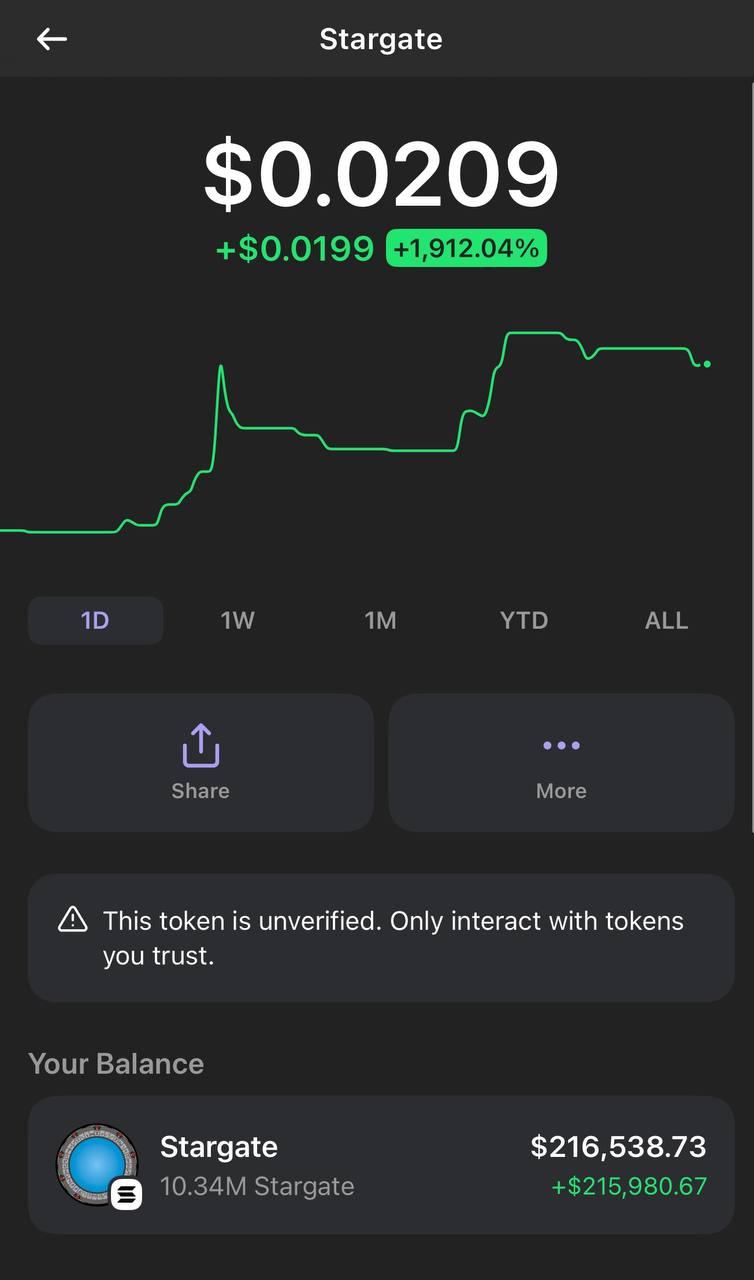 Stargate
$0.0209
+$0.0199 +1,912.04%
1D 1W 1M YTD ALL
Share More
This token is unverified. Only interact with tokens
you trust.
Your Balance
Stargate $216,538.73
10.34M Stargate +$215,980.67